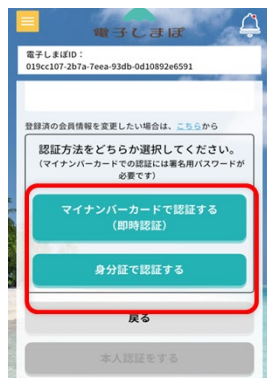 電子しまぽ
電子しまぽID：
019cc107-2b7a-7eea-93db-0d10892e6591
登録済の会員情報を変更したい場合は、こちらから
認証方法をどちらか選択してください。
（マイナンバーカードでの認証には署名用パスワードが
必要です）
マイナンバーカードで認証する
（即時認証）
身分証で認証する
戻る
本人認証をする